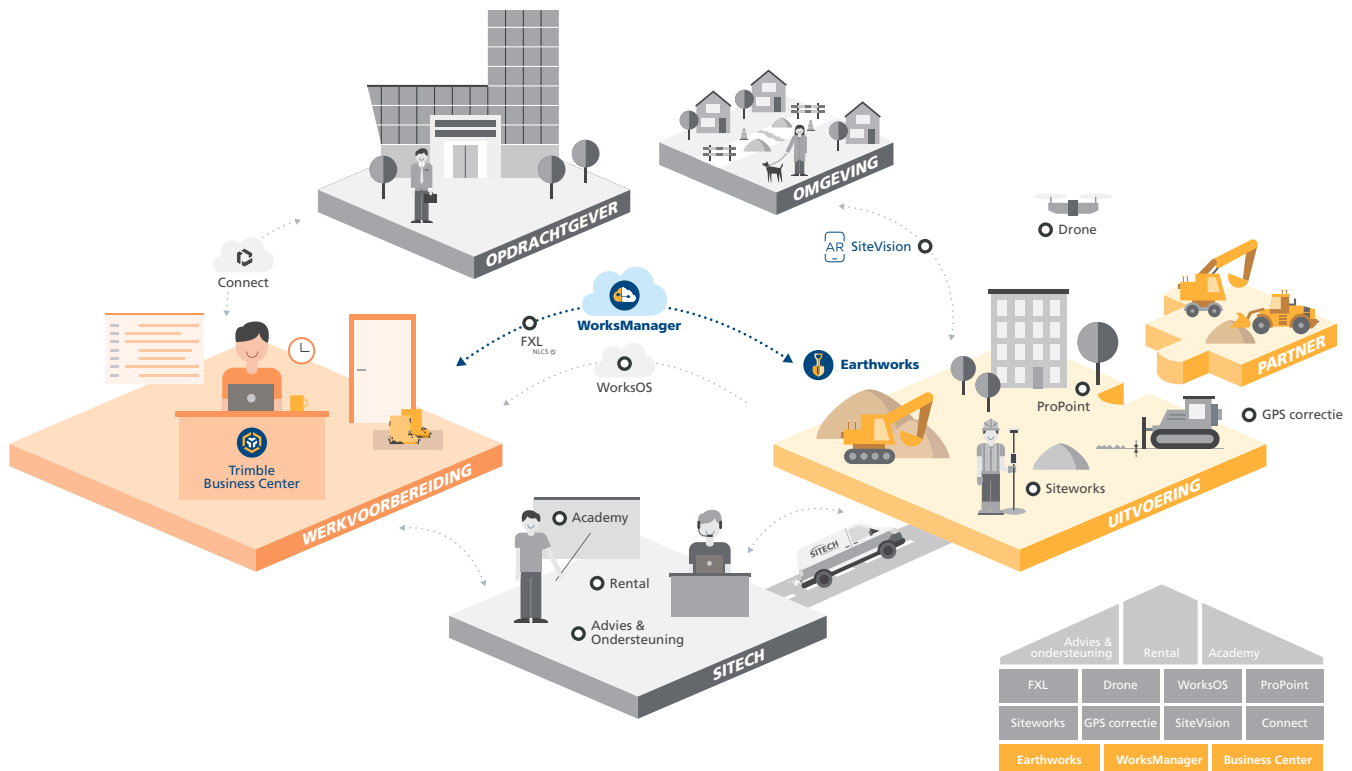 OPDRACHTGEVER
OMGEVING
Drone
AR
SiteVision
Connect
WorksManager
FXL
NLCS
WorksOS
Earthworks
PARTNER
ProPoint
GPS correctie
Siteworks
UITVOERING
Trimble
Business Center
WERKVOORBEREIDING
Academy
Rental
Advies &
Ondersteuning
SITECH
SITECH
Advies &
ondersteuning
Rental
Academy
FXL
Drone
WorksOS
ProPoint
Siteworks
GPS correctie
SiteVision
Connect
Earthworks
WorksManager
Business Center